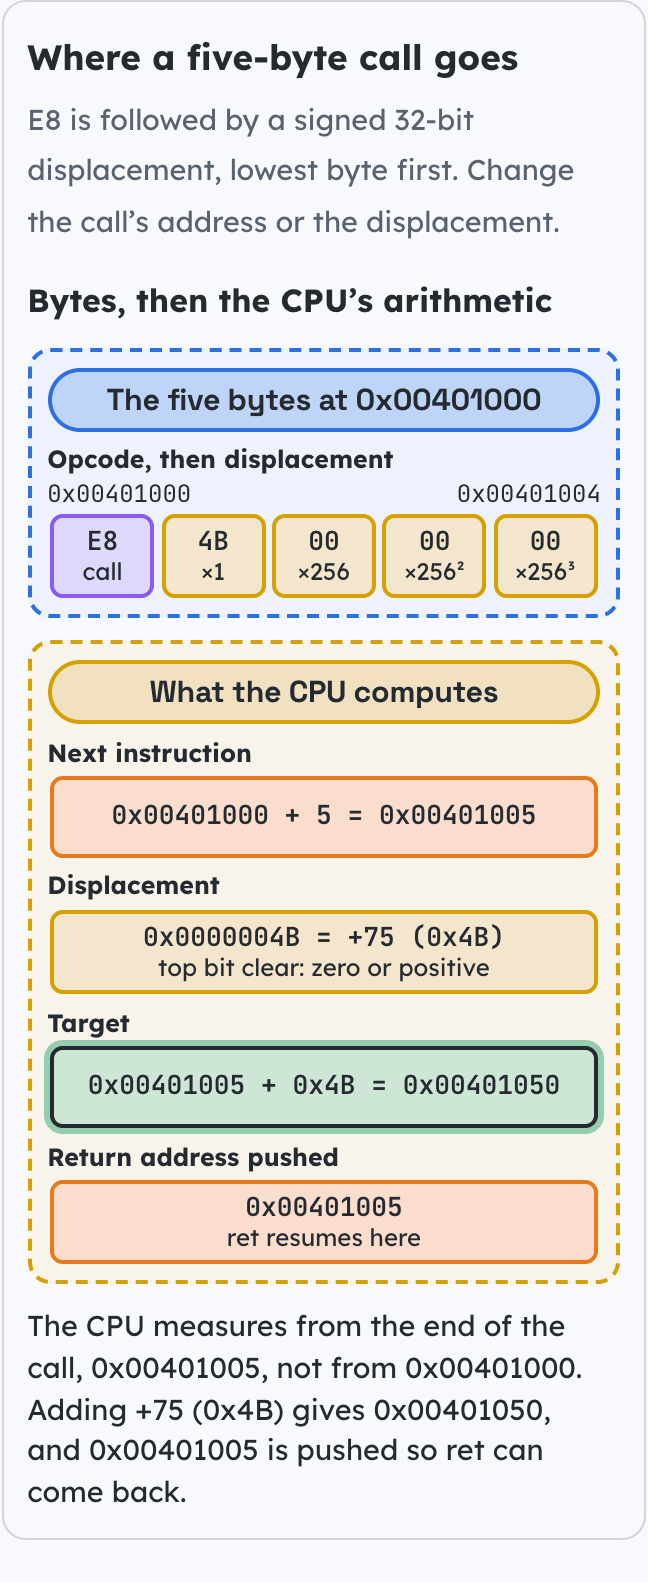 Where a five-byte call goes
E8 is followed by a signed 32-bit
displacement, lowest byte first. Change
the call’s address or the displacement.
Bytes, then the CPU’s arithmetic
The five bytes at 0x00401000
Opcode, then displacement
0x00401000 0x00401004
E8 4B 00 00 00
call ×1 ×256 ×256² ×256³
What the CPU computes
Next instruction
0x00401000 + 5 = 0x00401005
Displacement
0x0000004B = +75 (0x4B)
top bit clear: zero or positive
Target
0x00401005 + 0x4B = 0x00401050
Return address pushed
0x00401005
ret resumes here
The CPU measures from the end of the
call, 0x00401005, not from 0x00401000.
Adding +75 (0x4B) gives 0x00401050,
and 0x00401005 is pushed so ret can
come back.